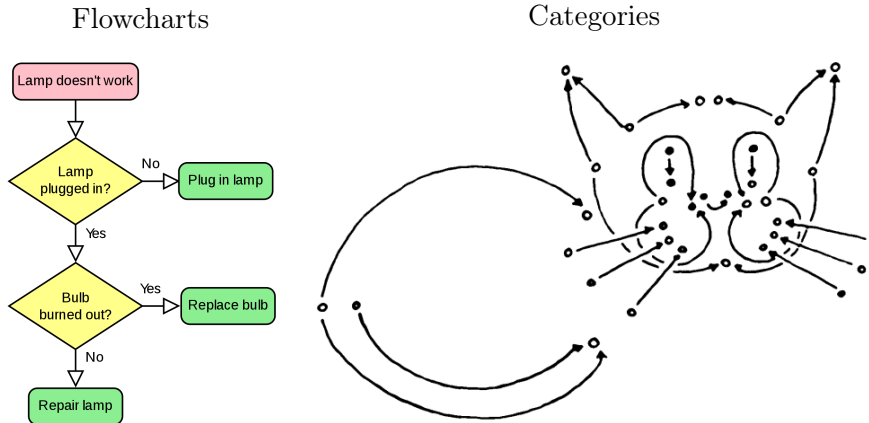 Flowcharts
Categories
Lamp doesn't work
Lamp
plugged in?
No
Plug in lamp
Yes
Bulb
burned out?
Yes
Replace bulb
No
Repair lamp